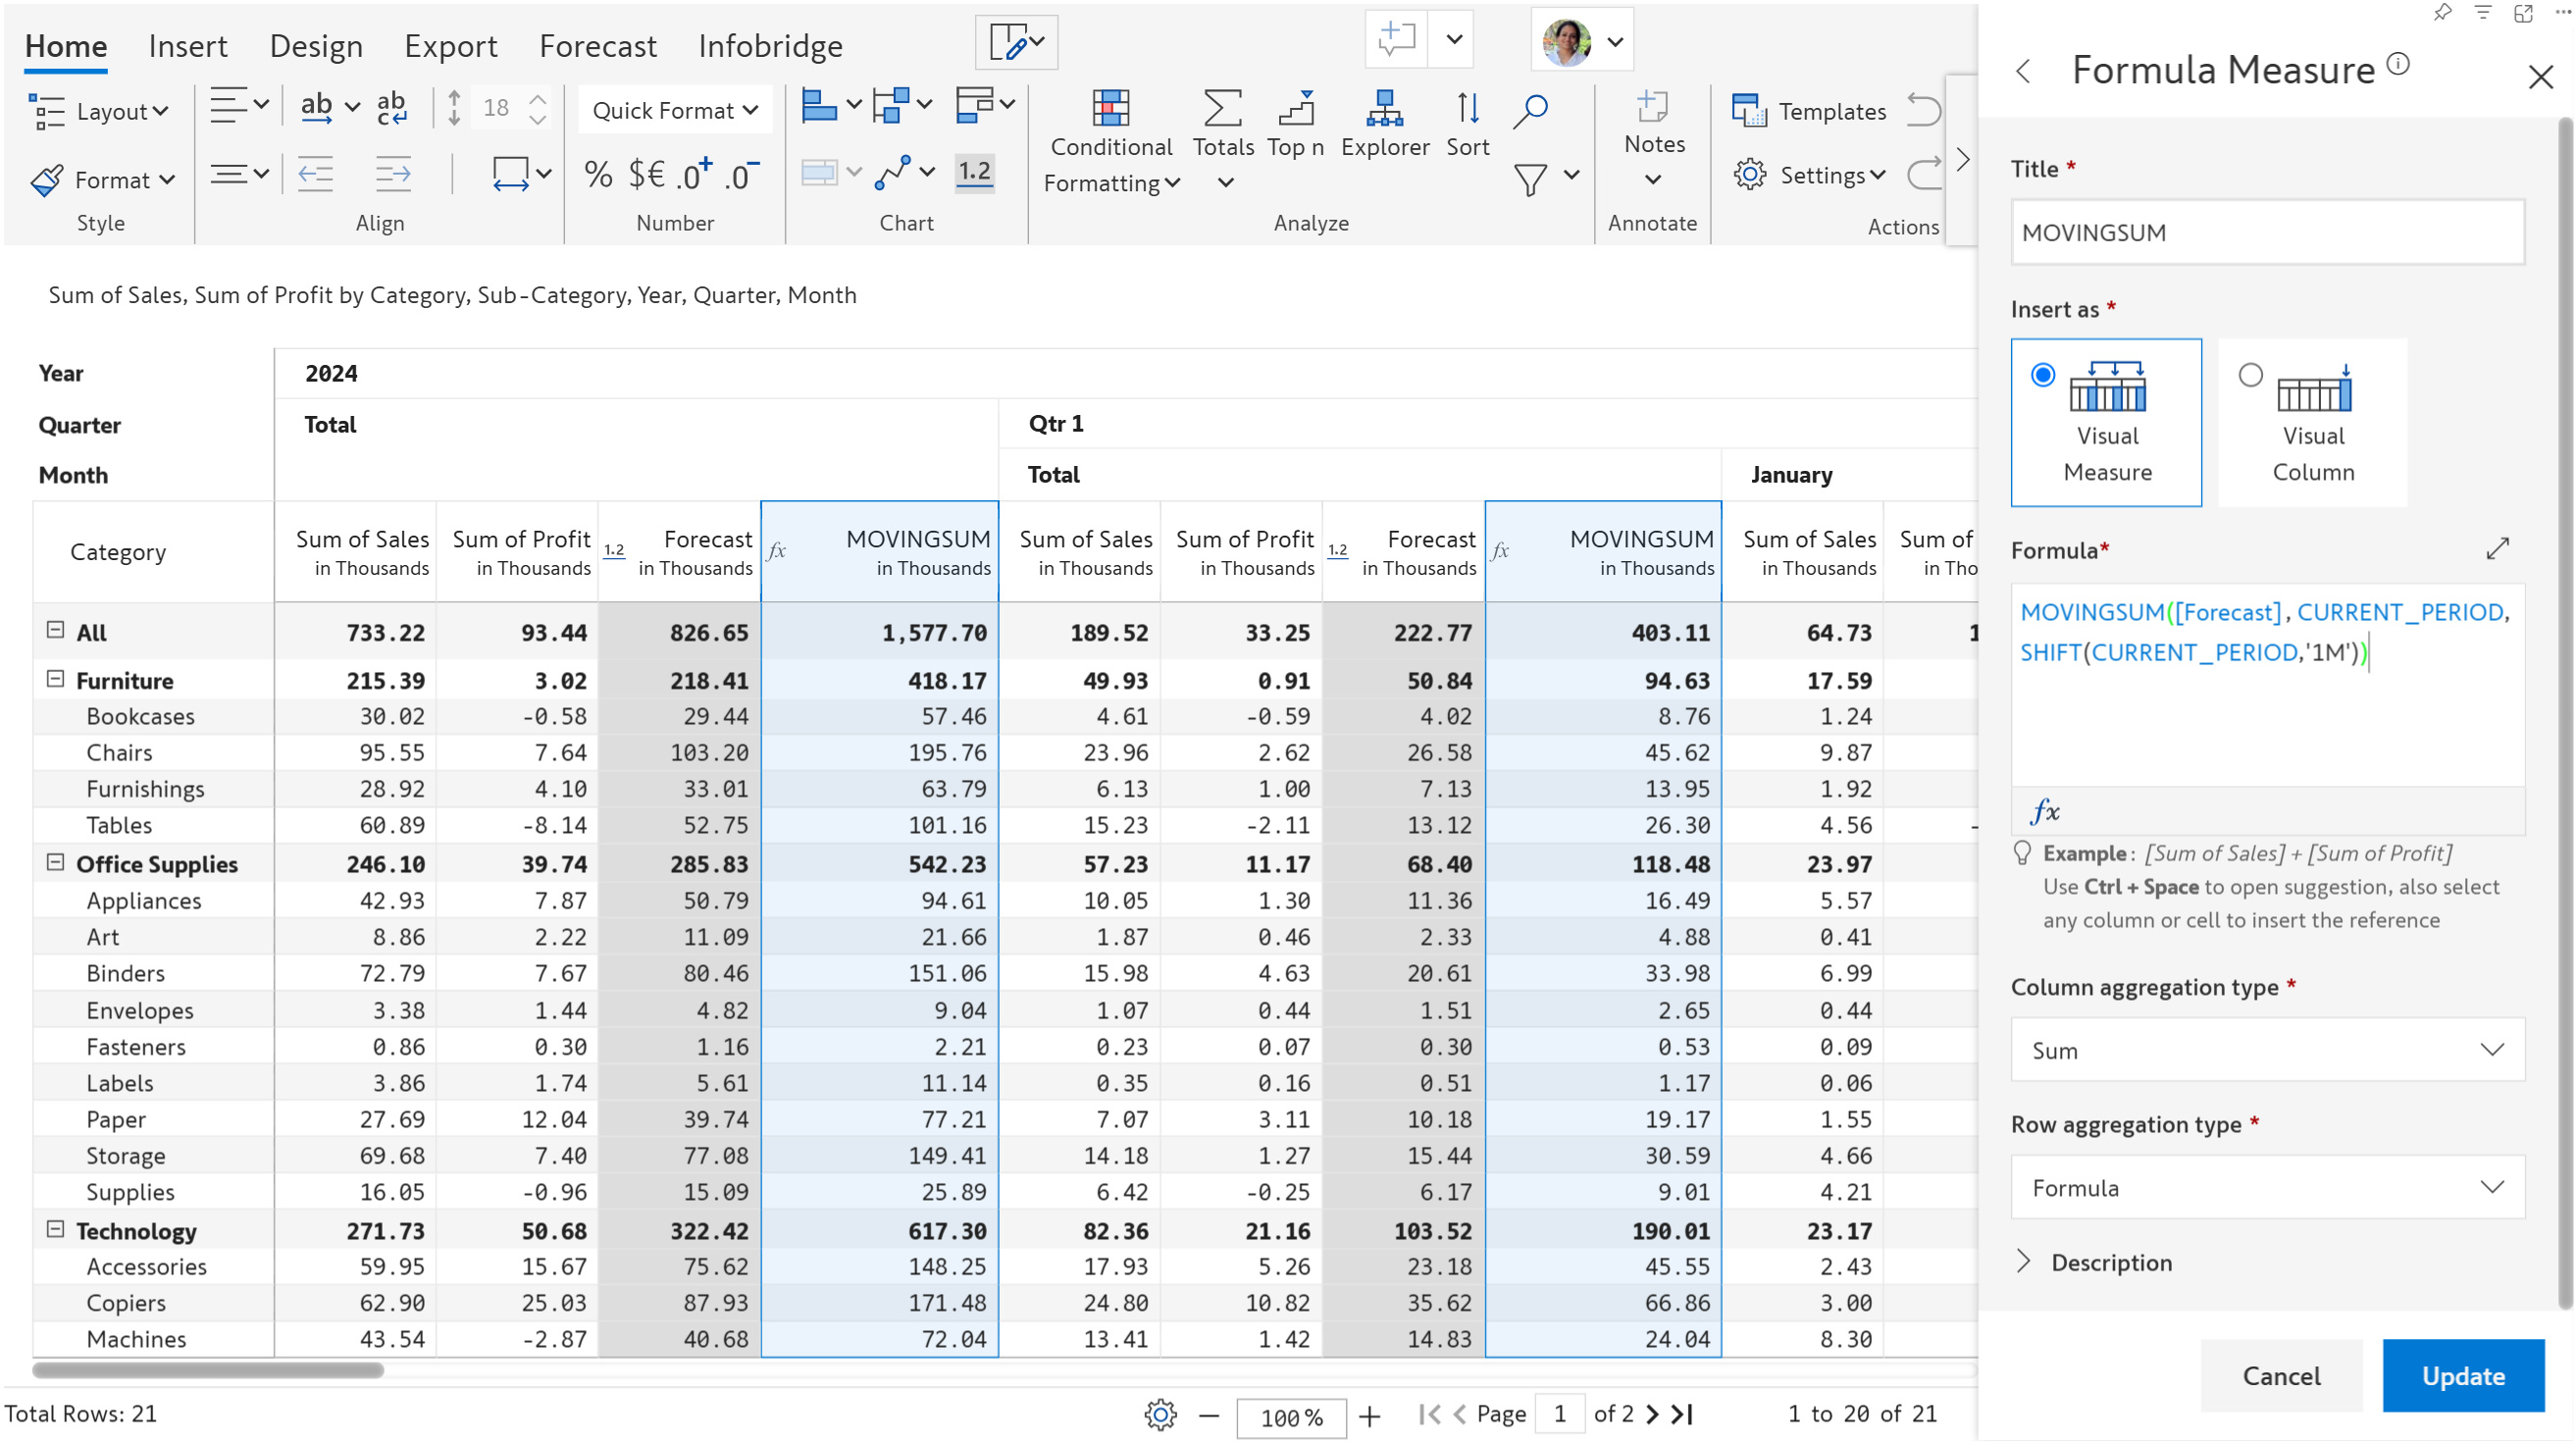 Home Insert Design Export Forecast Infobridge
Layout
ab
ab
c
18
Quick Format
Format
% $€ .0+ .0-
1.2
Style
Align
Number
Chart
Conditional
Formatting
Totals
Top n
Explorer
Sort
Analyze
Notes
Annotate
Templates
Settings
Actions
Sum of Sales, Sum of Profit by Category, Sub-Category, Year, Quarter, Month
Year 2024
Quarter Total Qtr 1
Month Total January
Category Sum of Sales Sum of Profit 1.2 Forecast fx MOVINGSUM Sum of Sales Sum of Profit 1.2 Forecast fx MOVINGSUM Sum of Sales Sum of
in Thousands in Thousands in Thousands in Thousands in Thousands in Thousands in Thousands in Thousands in Thousands in Tho
All 733.22 93.44 826.65 1,577.70 189.52 33.25 222.77 403.11 64.73 1
Furniture 215.39 3.02 218.41 418.17 49.93 0.91 50.84 94.63 17.59
Bookcases 30.02 -0.58 29.44 57.46 4.61 -0.59 4.02 8.76 1.24
Chairs 95.55 7.64 103.20 195.76 23.96 2.62 26.58 45.62 9.87
Furnishings 28.92 4.10 33.01 63.79 6.13 1.00 7.13 13.95 1.92
Tables 60.89 -8.14 52.75 101.16 15.23 -2.11 13.12 26.30 4.56 -
Office Supplies 246.10 39.74 285.83 542.23 57.23 11.17 68.40 118.48 23.97
Appliances 42.93 7.87 50.79 94.61 10.05 1.30 11.36 16.49 5.57
Art 8.86 2.22 11.09 21.66 1.87 0.46 2.33 4.88 0.41
Binders 72.79 7.67 80.46 151.06 15.98 4.63 20.61 33.98 6.99
Envelopes 3.38 1.44 4.82 9.04 1.07 0.44 1.51 2.65 0.44
Fasteners 0.86 0.30 1.16 2.21 0.23 0.07 0.30 0.53 0.09
Labels 3.86 1.74 5.61 11.14 0.35 0.16 0.51 1.17 0.06
Paper 27.69 12.04 39.74 77.21 7.07 3.11 10.18 19.17 1.55
Storage 69.68 7.40 77.08 149.41 14.18 1.27 15.44 30.59 4.66
Supplies 16.05 -0.96 15.09 25.89 6.42 -0.25 6.17 9.01 4.21
Technology 271.73 50.68 322.42 617.30 82.36 21.16 103.52 190.01 23.17
Accessories 59.95 15.67 75.62 148.25 17.93 5.26 23.18 45.55 2.43
Copiers 62.90 25.03 87.93 171.48 24.80 10.82 35.62 66.86 3.00
Machines 43.54 -2.87 40.68 72.04 13.41 1.42 14.83 24.04 8.30
Total Rows: 21
100%
Page 1 of 2
1 to 20 of 21
Formula Measure
Title *
MOVINGSUM
Insert as *
Visual
Measure
Visual
Column
Formula*
MOVINGSUM([Forecast], CURRENT_PERIOD,
SHIFT(CURRENT_PERIOD,'1M'))
fx
Example : [Sum of Sales] + [Sum of Profit]
Use Ctrl + Space to open suggestion, also select
any column or cell to insert the reference
Column aggregation type *
Sum
Row aggregation type *
Formula
Description
Cancel
Update